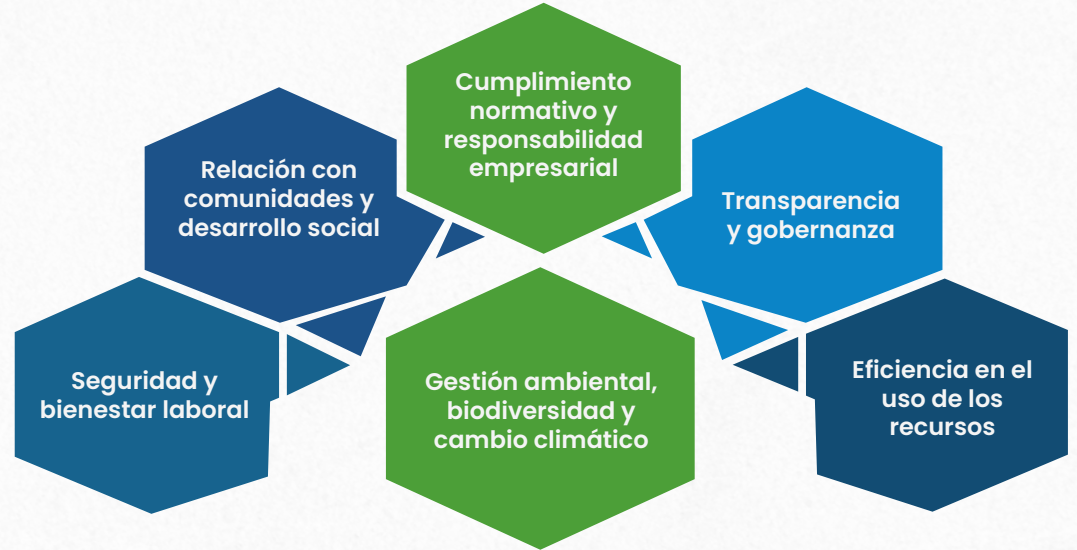 Cumplimiento
normativo y
responsabilidad
empresarial
Relación con
comunidades y
desarrollo social
Transparencia
y gobernanza
Seguridad y
bienestar laboral
Gestión ambiental,
biodiversidad y
cambio climático
Eficiencia en el
uso de los
recursos